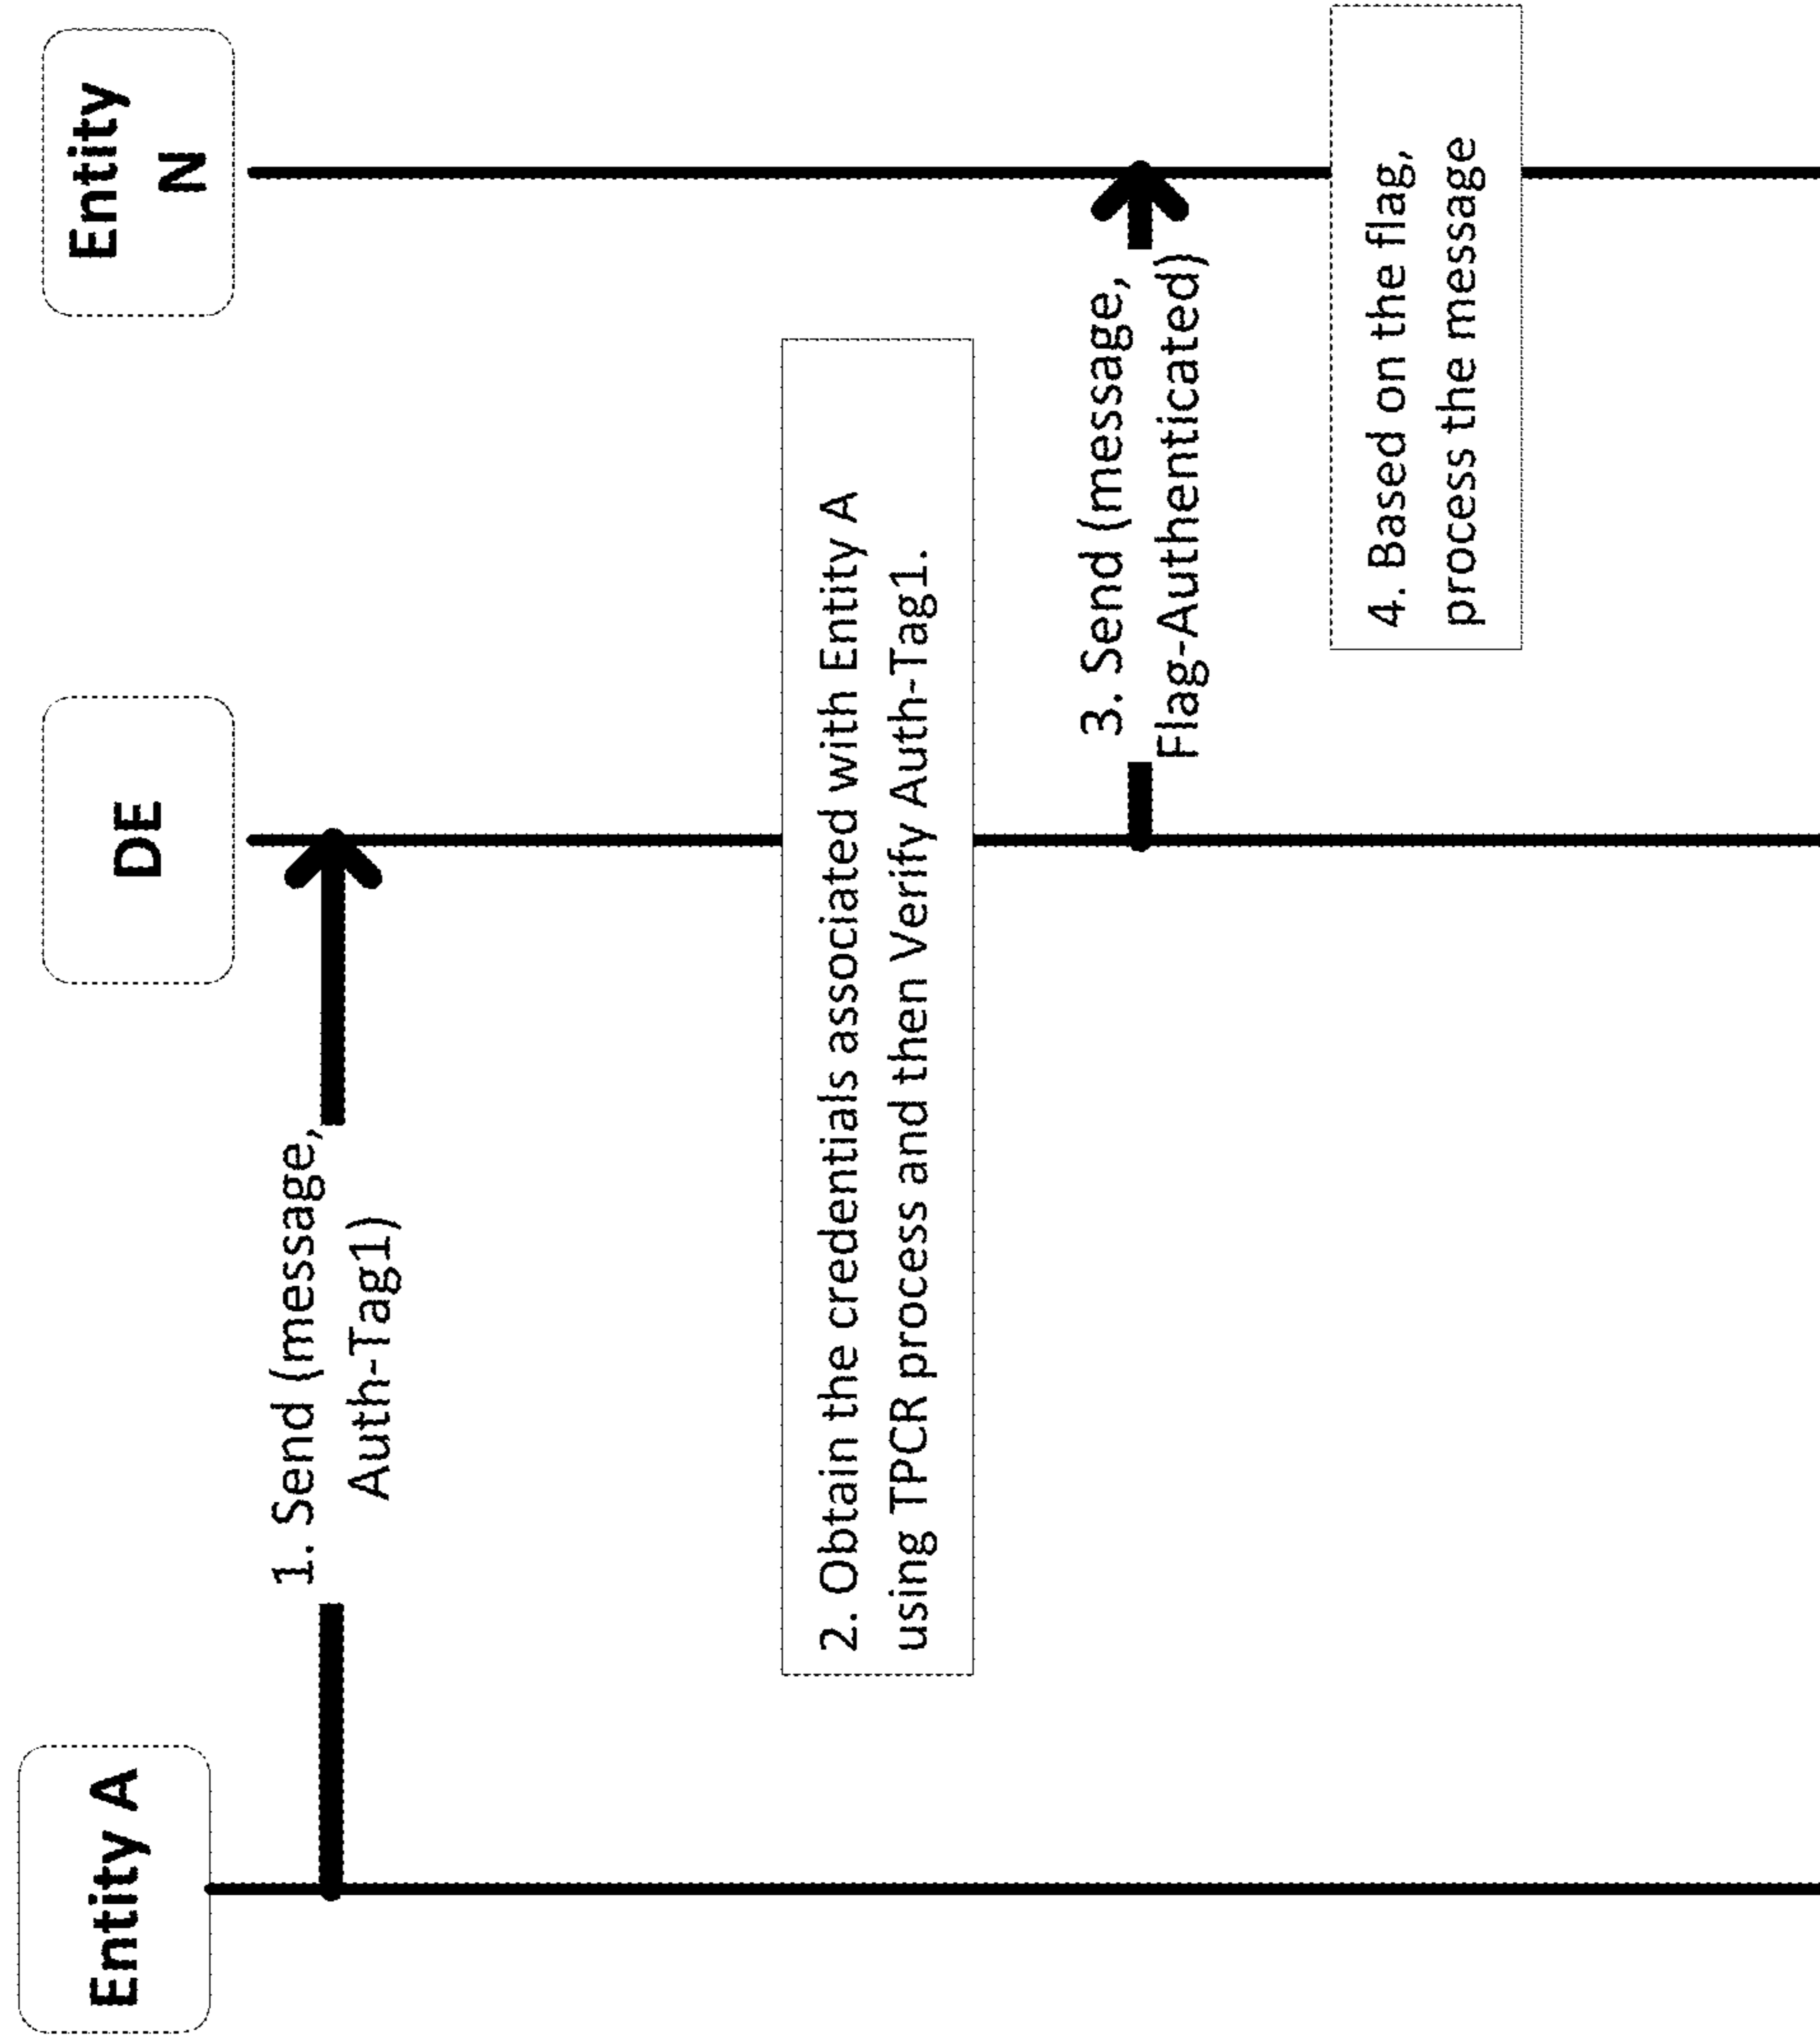 Entity A
DE
Entity
N
1. Send (message,
Auth-Tag1)
2. Obtain the credentials associated with Entity A
using TPCR process and then Verify Auth-Tag1.
3. Send (message,
Flag-Authenticated)
4. Based on the flag,
process the message